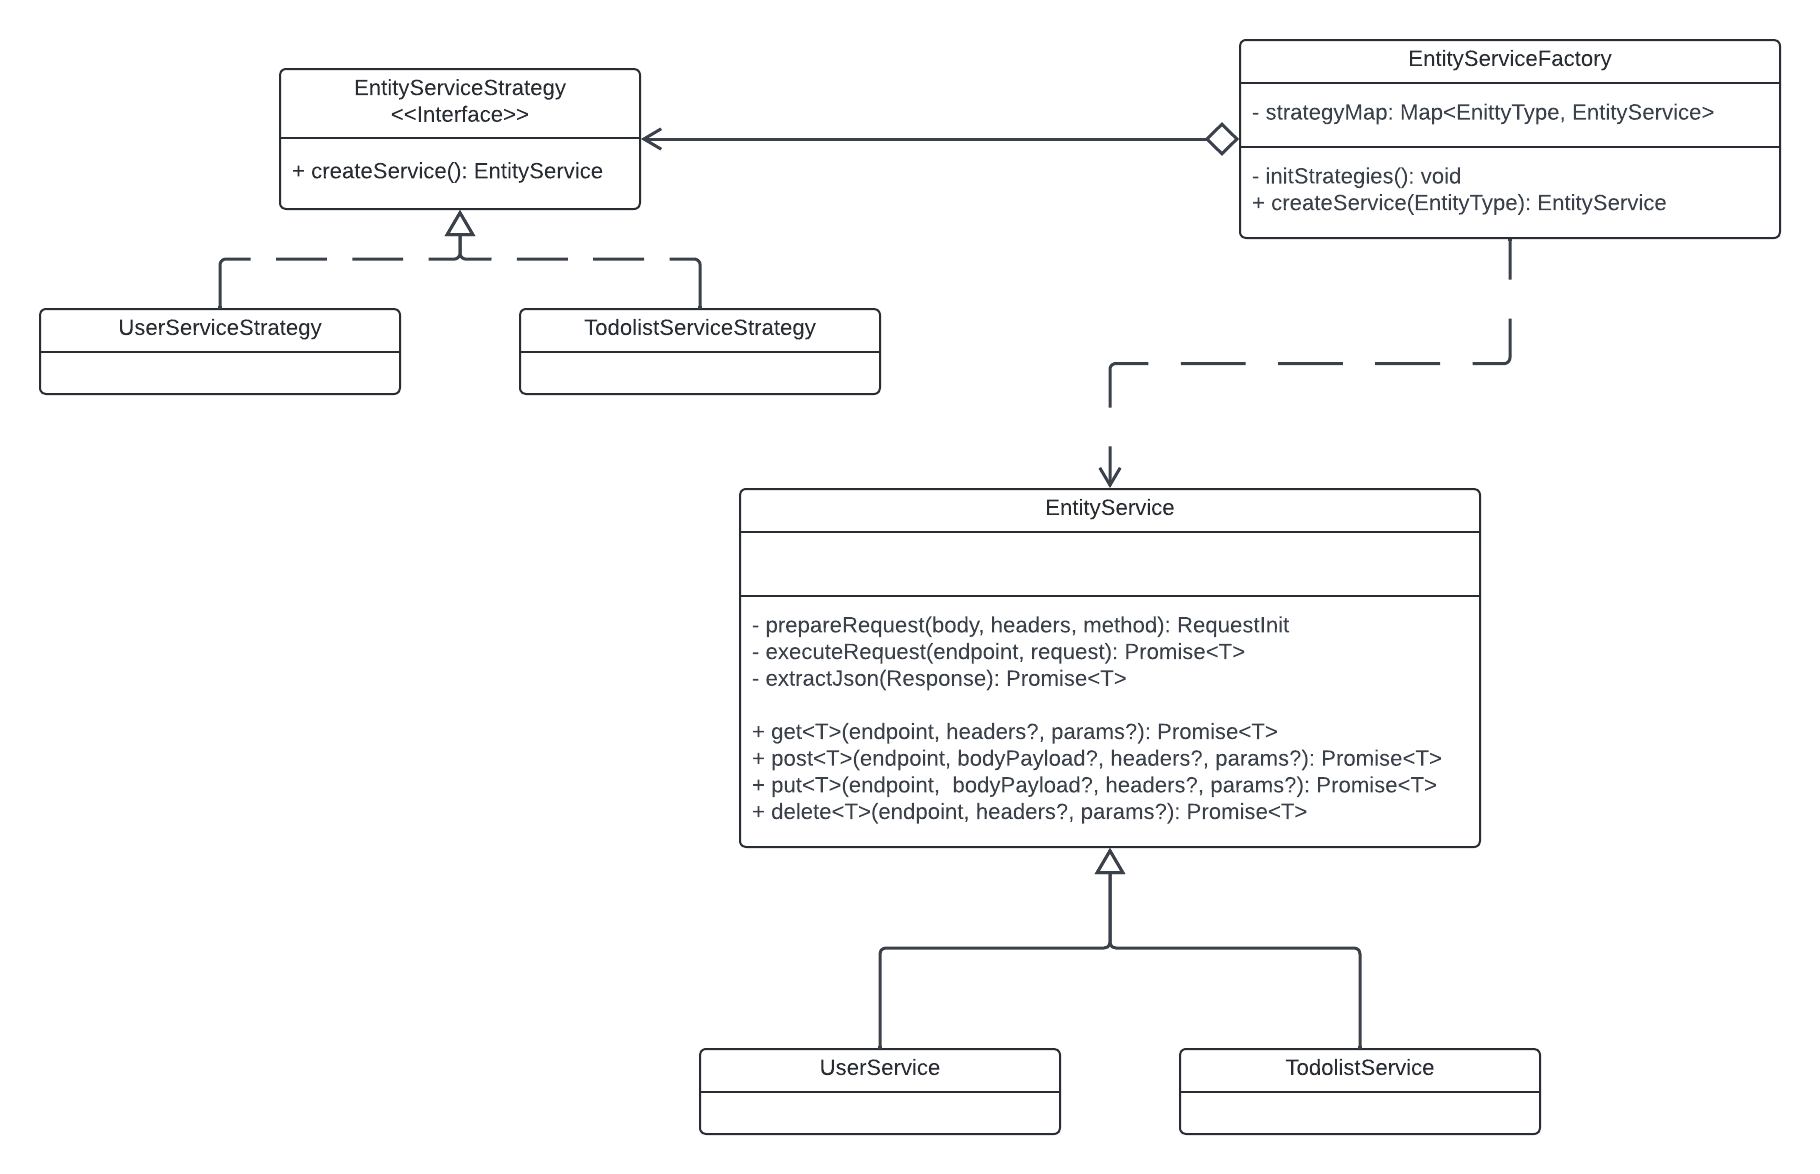 EntityServiceStrategy
<<Interface>>
+ createService(): EntityService
EntityServiceFactory
- strategyMap: Map<EnittyType, EntityService>
- initStrategies(): void
+ createService(EntityType): EntityService
UserServiceStrategy
TodolistServiceStrategy
EntityService
- prepareRequest(body, headers, method): RequestInit
- executeRequest(endpoint, request): Promise<T>
- extractJson(Response): Promise<T>
+ get<T>(endpoint, headers?, params?): Promise<T>
+ post<T>(endpoint, bodyPayload?, headers?, params?): Promise<T>
+ put<T>(endpoint,  bodyPayload?, headers?, params?): Promise<T>
+ delete<T>(endpoint, headers?, params?): Promise<T>
UserService
TodolistService